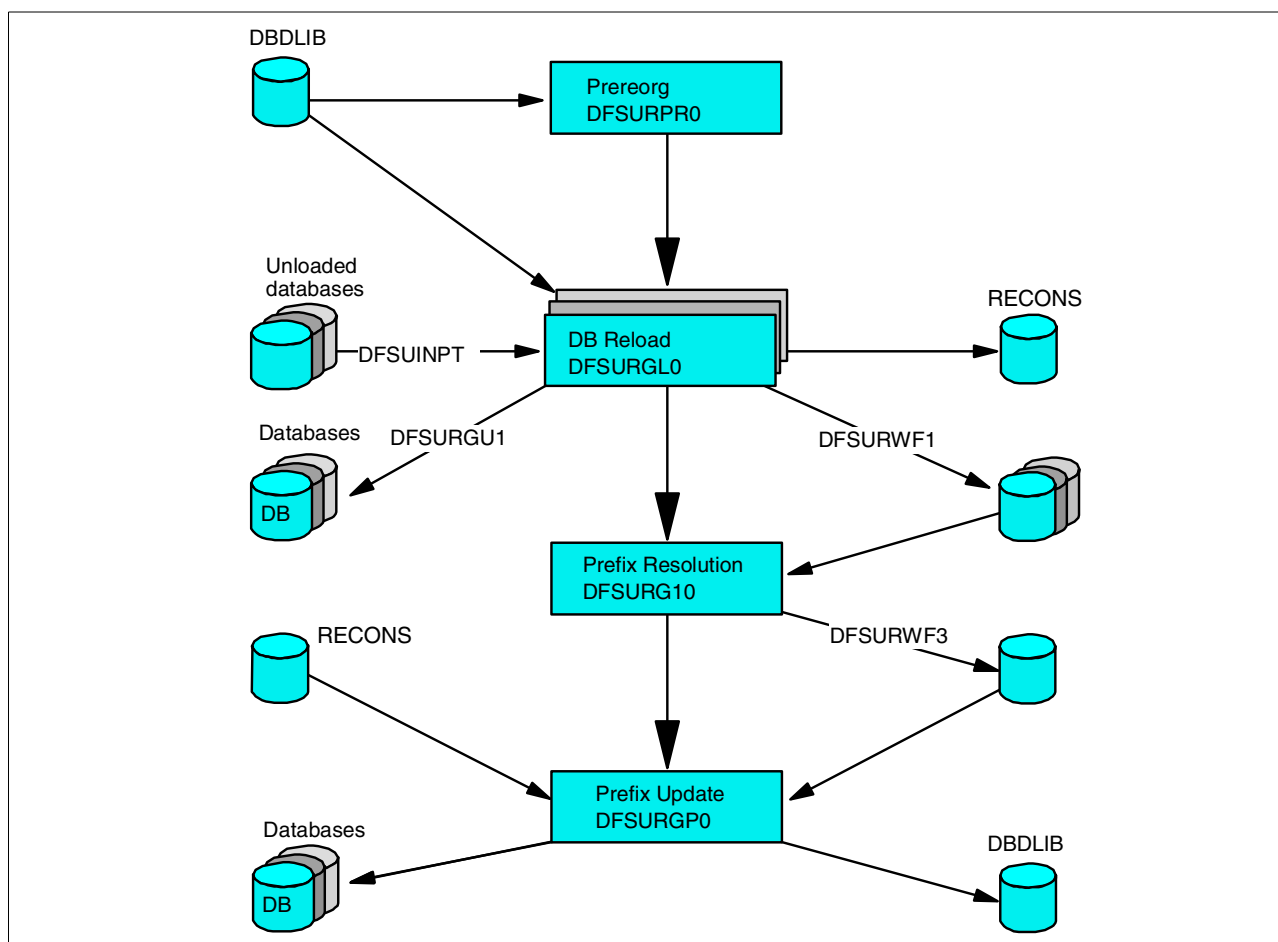 DBDLIB
Prereorg
DFSURPR0
Unloaded
databases
DFSUINPT
DB Reload
DFSURGL0
RECONS
Databases
DB
DFSURGU1
DFSURWF1
Prefix Resolution
DFSURG10
RECONS
DFSURWF3
Prefix Update
DFSURGP0
Databases
DB
DBDLIB